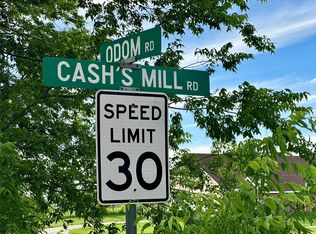 ODOM RD
CASH'S MILL RD
SPEED
LIMIT
30